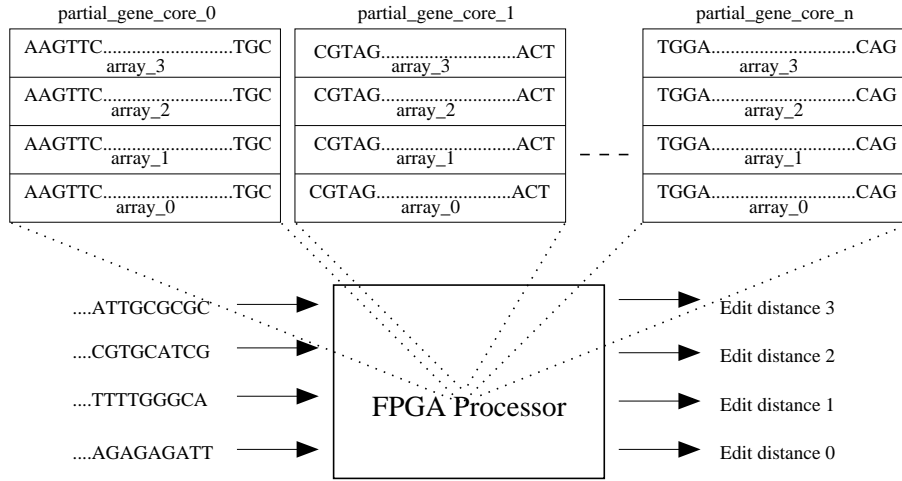 partial_gene_core_0 partial_gene_core_1 partial_gene_core_n
AAGTTC..........................TGC CGTAG...........................ACT TGGA.............................CAG
array_3 array_3 array_3
AAGTTC..........................TGC CGTAG...........................ACT TGGA.............................CAG
array_2 array_2 array_2
AAGTTC..........................TGC CGTAG...........................ACT TGGA.............................CAG
array_1 array_1 array_1
AAGTTC..........................TGC CGTAG...........................ACT TGGA.............................CAG
array_0 array_0 array_0
....ATTGCGCGC Edit distance 3
....CGTGCATCG Edit distance 2
....TTTTGGGCA FPGA Processor Edit distance 1
....AGAGAGATT Edit distance 0